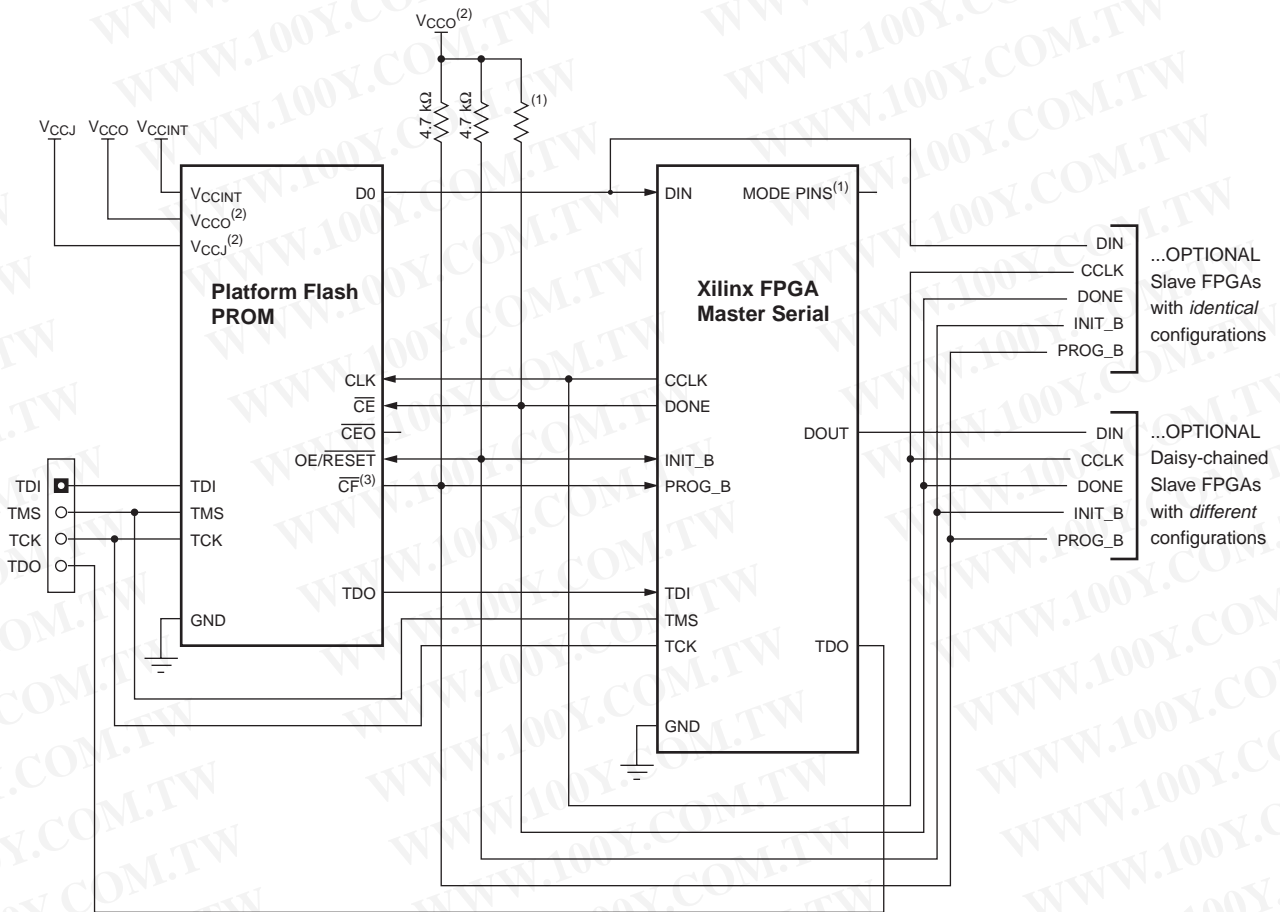 VCCO(2)
4.7 kΩ
4.7 kΩ
(1)
VCCJ VCCO VCCINT
VCCINT
VCCO(2)
VCCJ(2)
D0
Platform Flash
PROM
CLK
CE
CEO
OE/RESET
CF(3)
TDI
TMS
TCK
TDO
GND
TDI
TMS
TCK
TDO
DIN
MODE PINS(1)
Xilinx FPGA
Master Serial
CCLK
DONE
DOUT
INIT_B
PROG_B
TDI
TMS
TCK
TDO
GND
DIN
CCLK
DONE
INIT_B
PROG_B
...OPTIONAL
Slave FPGAs
with identical
configurations
DIN
CCLK
DONE
INIT_B
PROG_B
...OPTIONAL
Daisy-chained
Slave FPGAs
with different
configurations
WWW.100Y.COM.TW